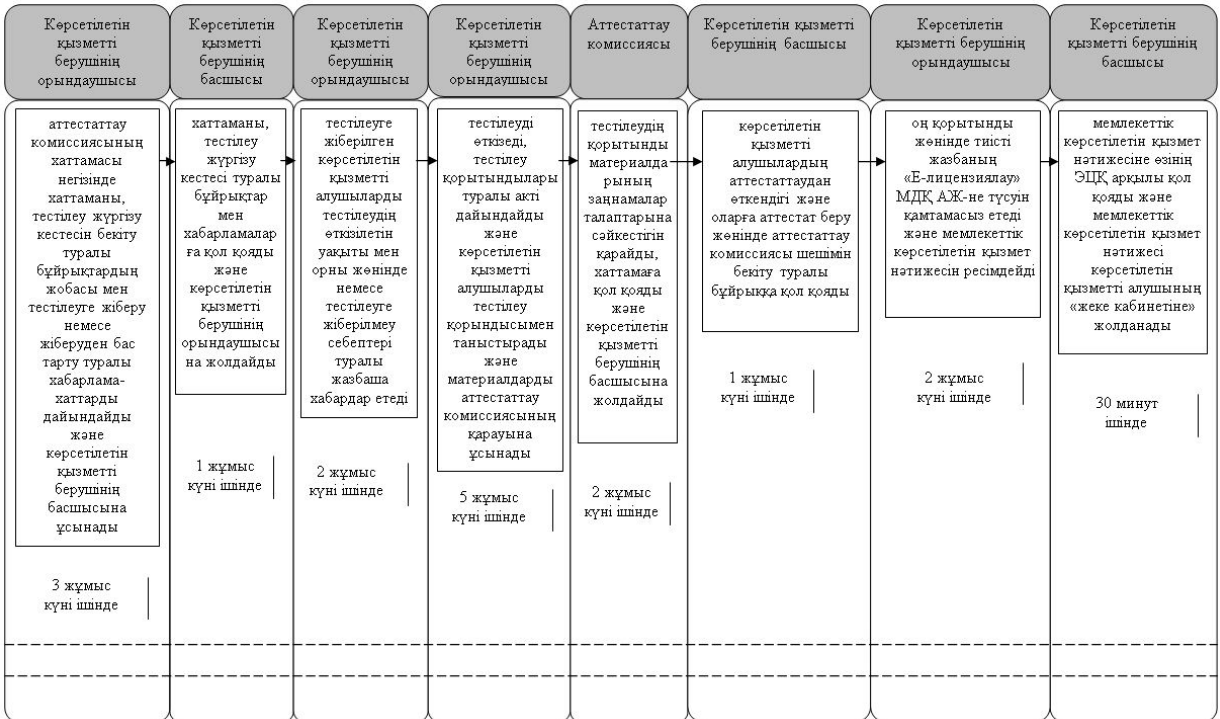 Көрсетілетін
қызметті
берушінің
орындаушысы
Көрсетілетін
қызметті
берушінің
басшысы
Көрсетілетін
қызметті
берушінің
орындаушысы
Көрсетілетін
қызметті
берушінің
орындаушысы
Аттестаттау
комиссиясы
Көрсетілетін қызметті
берушінің басшысы
Көрсетілетін
қызметті берушінің
орындаушысы
Көрсетілетін
қызметті берушінің
басшысы
аттестаттау
комиссиясының
хаттамасы
негізінде
хаттаманы,
тестілеу жүргізу
кестесін бекіту
туралы
бұйрықтардың
жобасы мен
тестілеуге жіберу
немесе
жіберуден бас
тарту туралы
хабарлама-
хаттарды
дайындайды
және
көрсетілетін
қызметті
берушінің
басшысына
ұсынады
3 жұмыс
күні ішінде
хаттаманы,
тестілеу
жүргізу
кестесі туралы
бұйрықтар
мен
хабарламалар
ға қол қояды
және
көрсетілетін
қызметті
берушінің
орындаушысы
на жолдайды
1 жұмыс
күні ішінде
тестілеуге
жіберілген
көрсетілетін
қызметті
алушыларды
тестілеудің
өткізілетін
уақыты мен
орны жөнінде
немесе
тестілеуге
жіберілмеу
себептері
туралы
жазбаша
хабардар етеді
2 жұмыс
күні ішінде
тестілеуді
өткізеді,
тестілеу
қорытындылары
туралы акті
дайындайды
және
көрсетілетін
қызметті
алушыларды
тестілеу
қорындысымен
таныстырады
және
материалдарды
аттестаттау
комиссиясының
қарауына
ұсынады
5 жұмыс
күні ішінде
тестілеудің
қорытынды
материалда
рының
заңнамалар
талаптарына
сәйкестігін
қарайды,
хаттамаға
қол қояды
және
көрсетілетін
қызметті
берушінің
басшысына
жолдайды
2 жұмыс
күні ішінде
көрсетілетін
қызметті
алушылардың
аттестаттаудан
өткендігі және
оларға аттестат беру
жөнінде аттестаттау
комиссиясы шешімін
бекіту туралы
бұйрыққа қол қояды
1 жұмыс
күні ішінде
оң қорытынды
жөнінде тиісті
жазбаның
«Е-лицензиялау»
МДҚ АЖ-не түсуін
қамтамасыз етеді
және мемлекеттік
көрсетілетін қызмет
нәтижесін ресімдейді
2 жұмыс
күні ішінде
мемлекеттік
көрсетілетін қызмет
нәтижесіне өзінің
ЭЦҚ арқылы қол
қояды және
мемлекеттік
көрсетілетін қызмет
нәтижесі
көрсетілетін
қызметті алушының
«жеке кабинетіне»
жолданады
30 минут
ішінде